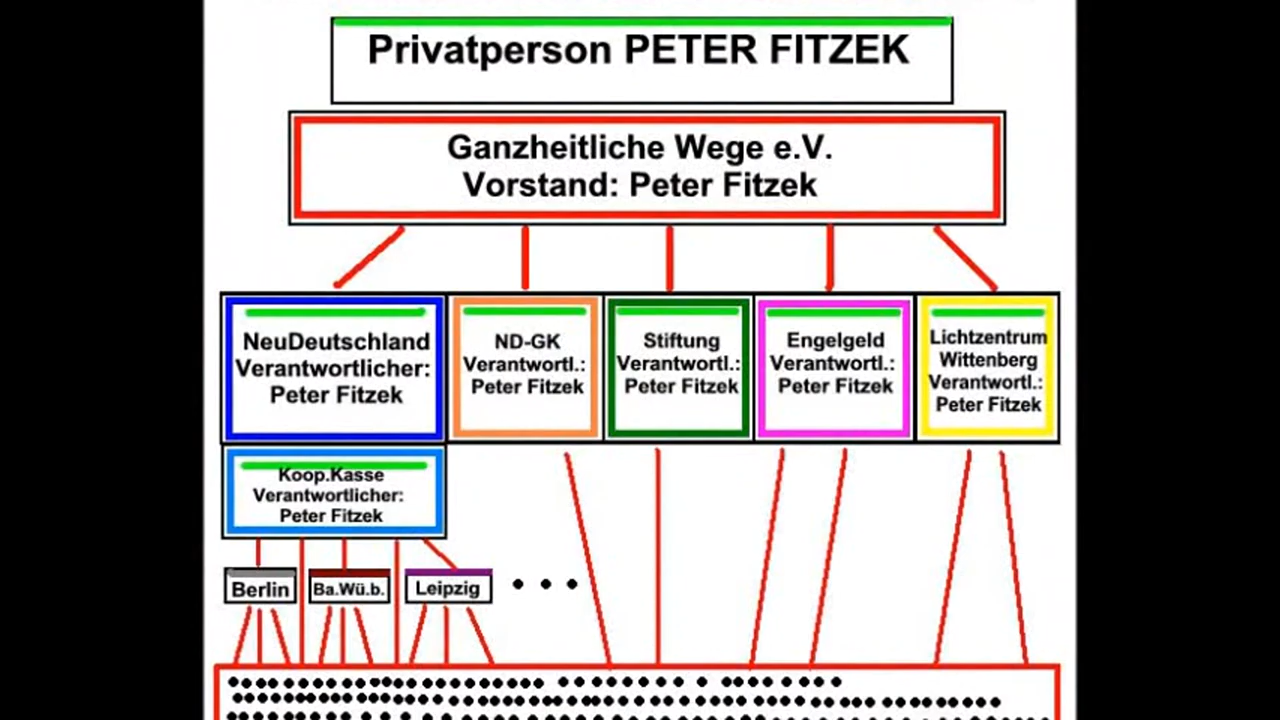 Privatperson PETER FITZEK
Ganzheitliche Wege e.V.
Vorstand: Peter Fitzek
NeuDeutschland
Verantwortlicher:
Peter Fitzek
ND-GK
Verantwortl.:
Peter Fitzek
Stiftung
Verantwortl.:
Peter Fitzek
Engelgeld
Verantwortl.:
Peter Fitzek
Lichtzentrum
Wittenberg
Verantwortl.:
Peter Fitzek
Koop.Kasse
Verantwortlicher:
Peter Fitzek
Berlin
Ba.Wü.b.
Leipzig